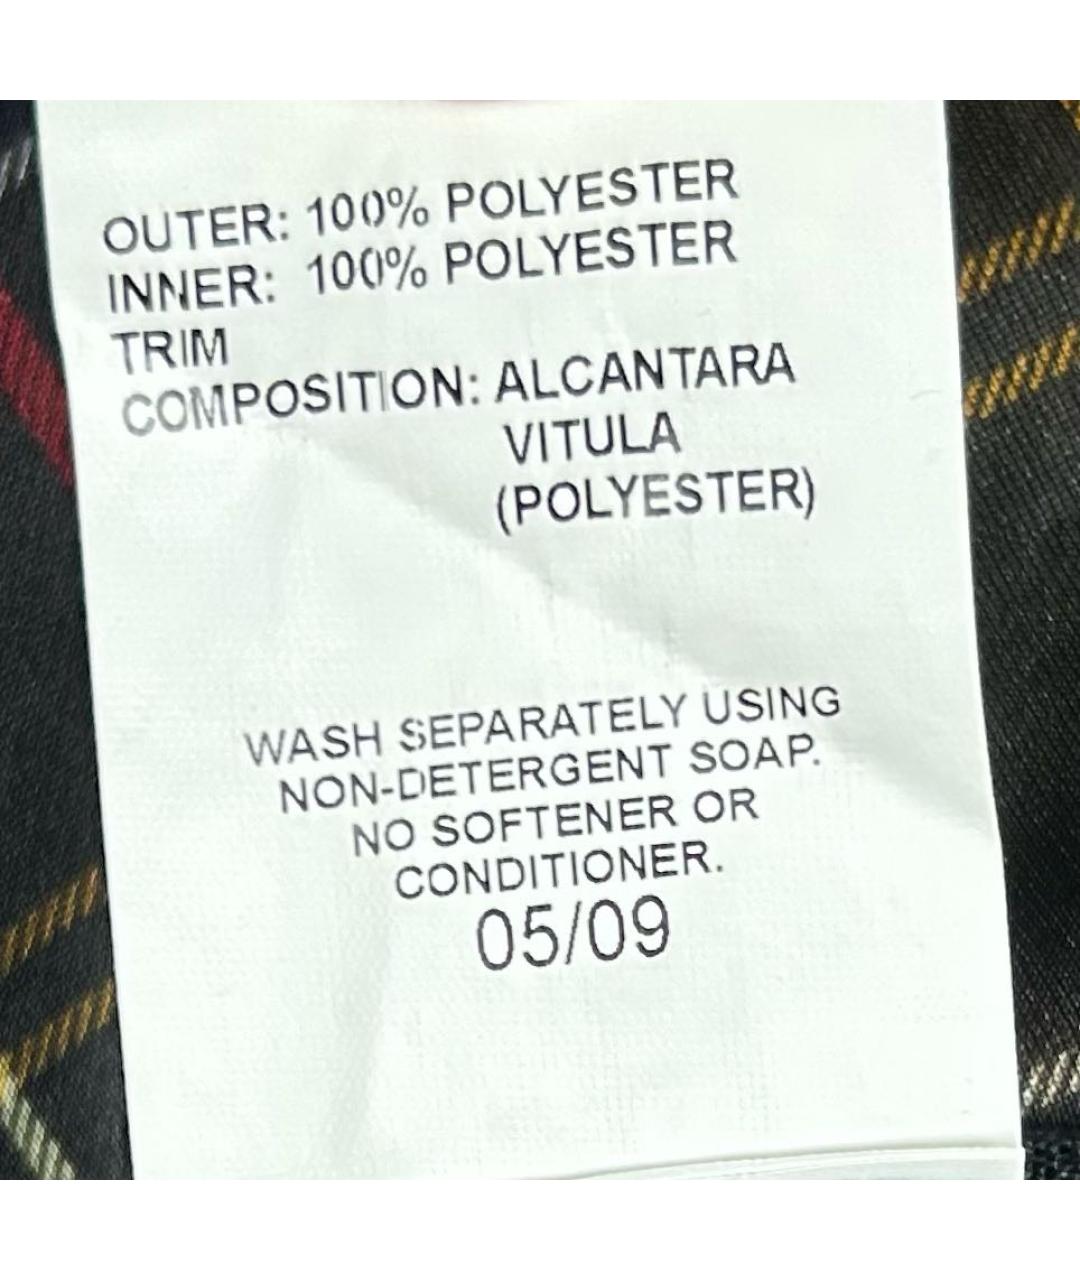 OUTER: 100% POLYESTER
INNER: 100% POLYESTER
TRIM
COMPOSITION: ALCANTARA
VITULA
(POLYESTER)
WASH SEPARATELY USING
NON-DETERGENT SOAP.
NO SOFTENER OR
CONDITIONER.
05/09